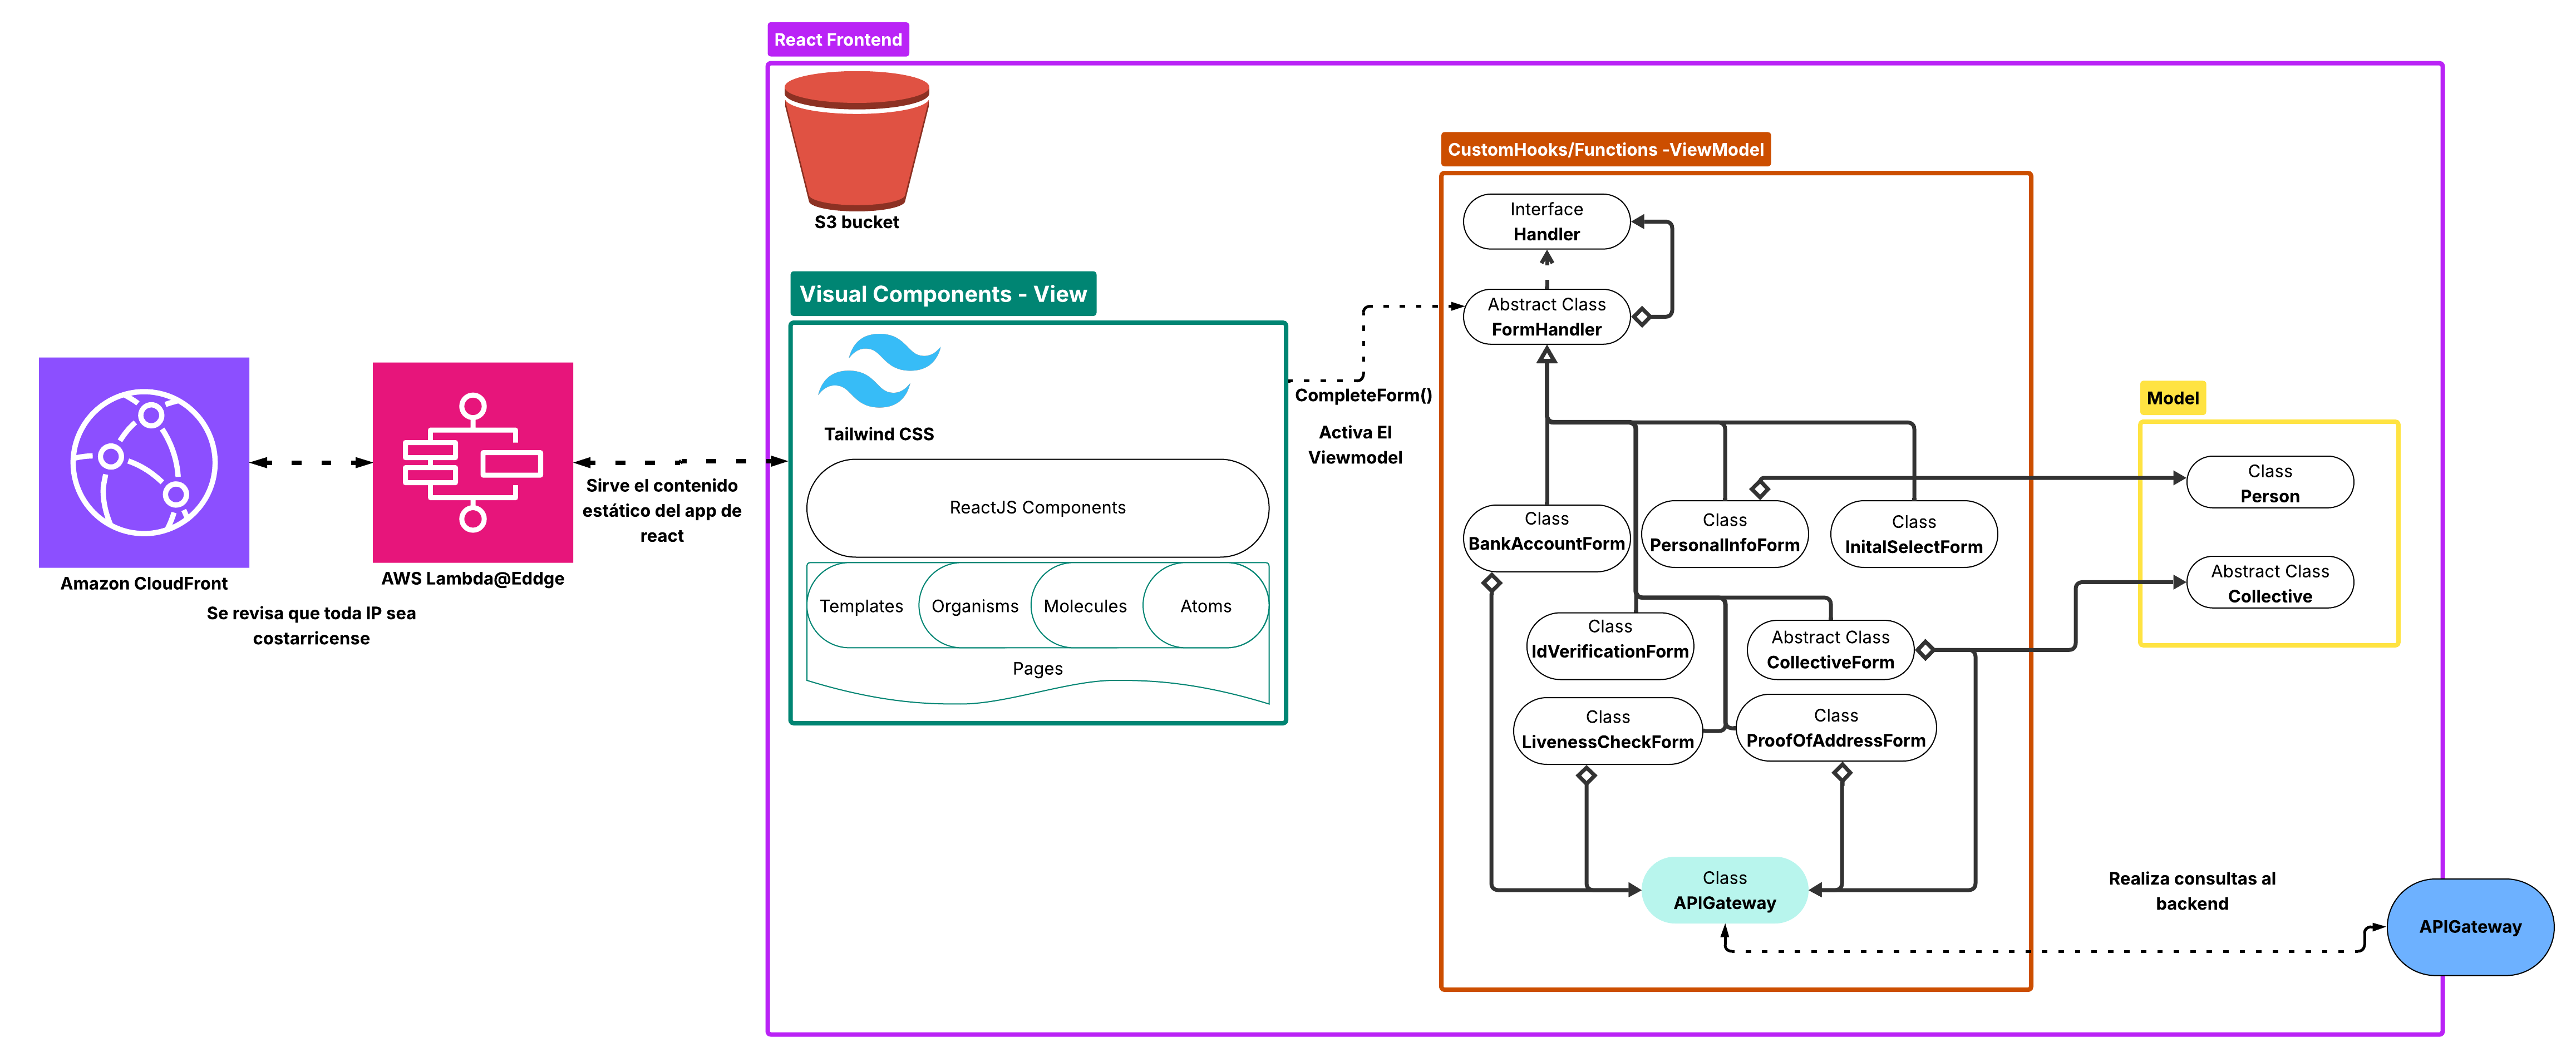 React Frontend
S3 bucket
CustomHooks/Functions -ViewModel
Interface
Handler
Abstract Class
FormHandler
Visual Components - View
Tailwind CSS
ReactJS Components
Templates
Organisms
Molecules
Atoms
Pages
CompleteForm()
Activa El
Viewmodel
Amazon CloudFront
AWS Lambda@Eddge
Se revisa que toda IP sea
costarricense
Sirve el contenido
estático del app de
react
Class
BankAccountForm
Class
PersonalInfoForm
Class
InitalSelectForm
Class
IdVerificationForm
Abstract Class
CollectiveForm
Class
LivenessCheckForm
Class
ProofOfAddressForm
Class
APIGateway
Model
Class
Person
Abstract Class
Collective
Realiza consultas al
backend
APIGateway